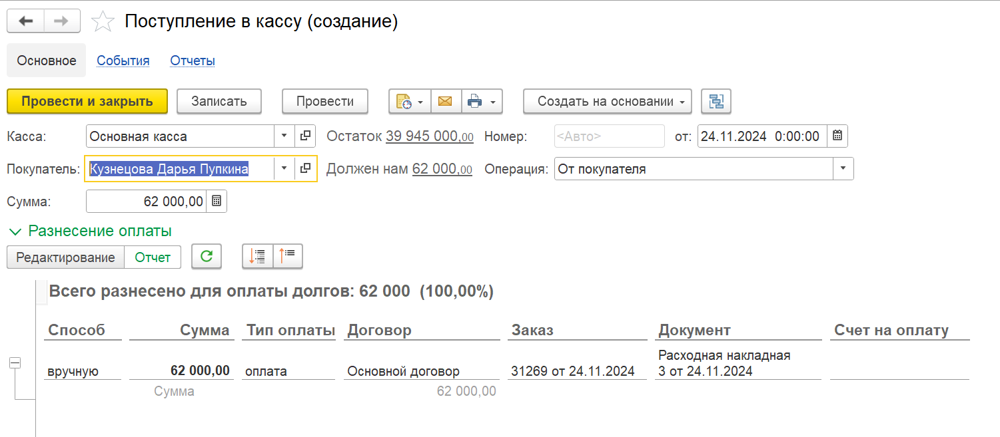 Поступление в кассу (создание)
Основное События Отчеты
Провести и закрыть Записать Провести Создать на основании
Касса: Основная касса Остаток 39 945 000,00 Номер: <Авто> от: 24.11.2024 0:00:00
Покупатель: Кузнецова Дарья Пупкина Должен нам 62 000,00 Операция: От покупателя
Сумма: 62 000,00
Разнесение оплаты
Редактирование Отчет
Всего разнесено для оплаты долгов: 62 000 (100,00%)
Способ Сумма Тип оплаты Договор Заказ Документ Счет на оплату
Расходная накладная
вручную 62 000,00 оплата Основной договор 31269 от 24.11.2024 3 от 24.11.2024
Сумма 62 000,00